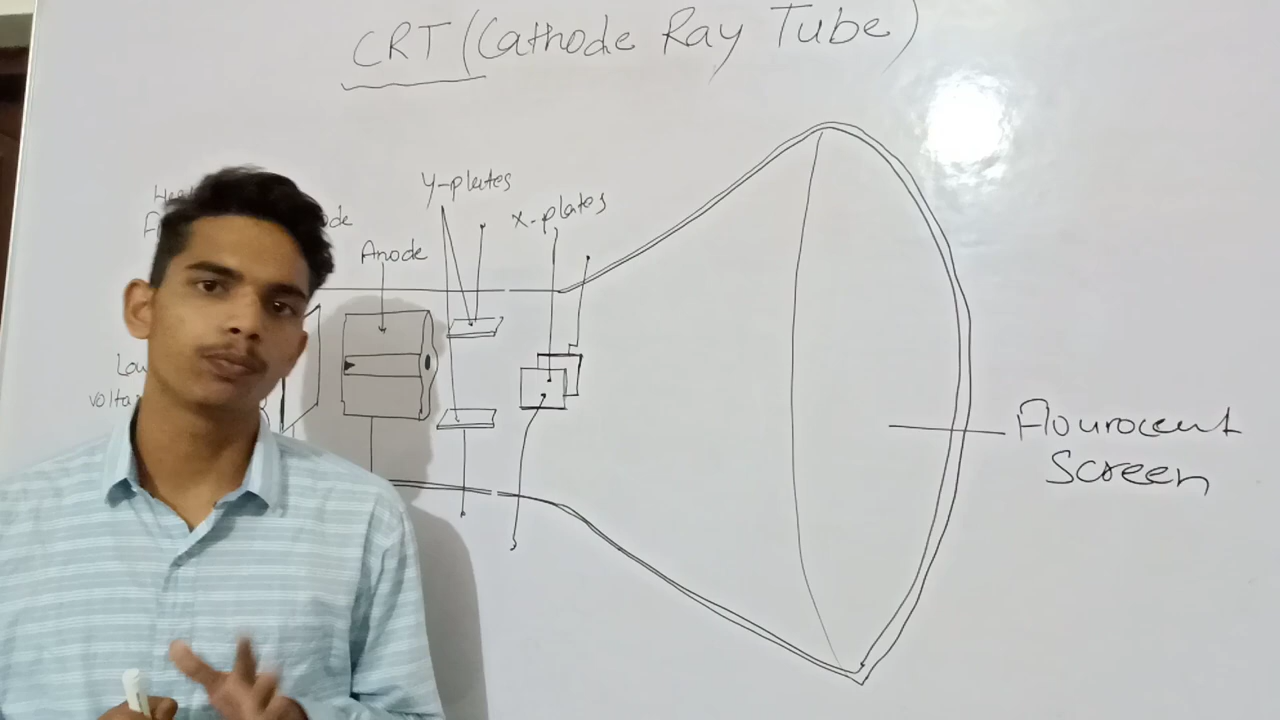 CRT (Cathode Ray Tube)
Y-plates
X-plates
Anode
Flourocent
Screen